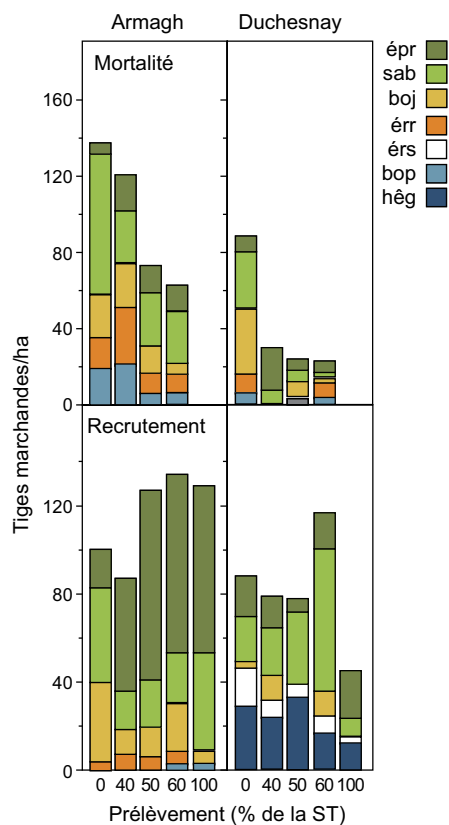 Armagh Duchesnay
Mortalité
Recrutement
Tiges marchandes/ha
160
120
80
40
0
120
80
40
0
0 40 50 60 100 0 40 50 60 100
Prélèvement (% de la ST)
épr
sab
boj
érr
érs
bop
hêg